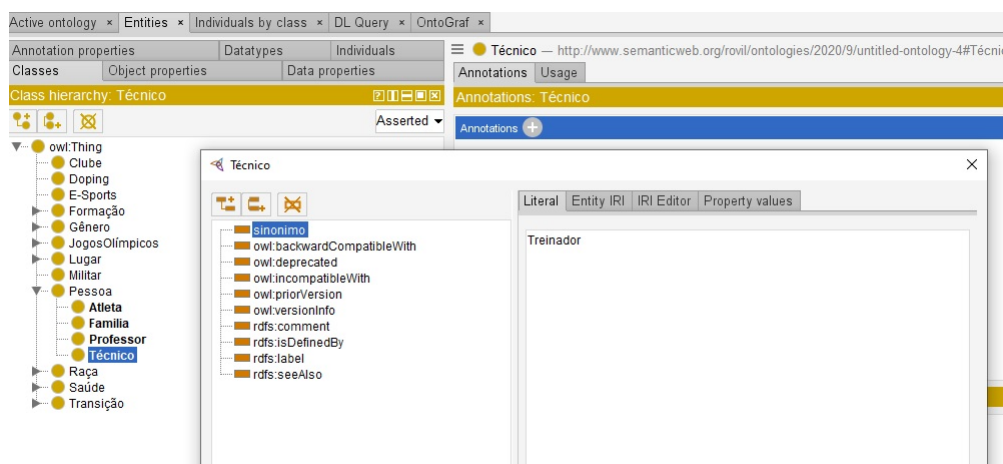 Active ontology × Entities × Individuals by class × DL Query × OntoGraf ×
Annotation properties Datatypes Individuals
Classes Object properties Data properties
Class hierarchy: Técnico
Asserted
owl:Thing
Clube
Doping
E-Sports
Formação
Gênero
JogosOlímpicos
Lugar
Militar
Pessoa
Atleta
Familia
Professor
Técnico
Raça
Saúde
Transição
Técnico — http://www.semanticweb.org/rovil/ontologies/2020/9/untitled-ontology-4#Técni
Annotations Usage
Annotations: Técnico
Annotations
Técnico
sinonimo
owl:backwardCompatibleWith
owl:deprecated
owl:incompatibleWith
owl:priorVersion
owl:versionInfo
rdfs:comment
rdfs:isDefinedBy
rdfs:label
rdfs:seeAlso
Literal Entity IRI IRI Editor Property values
Treinador